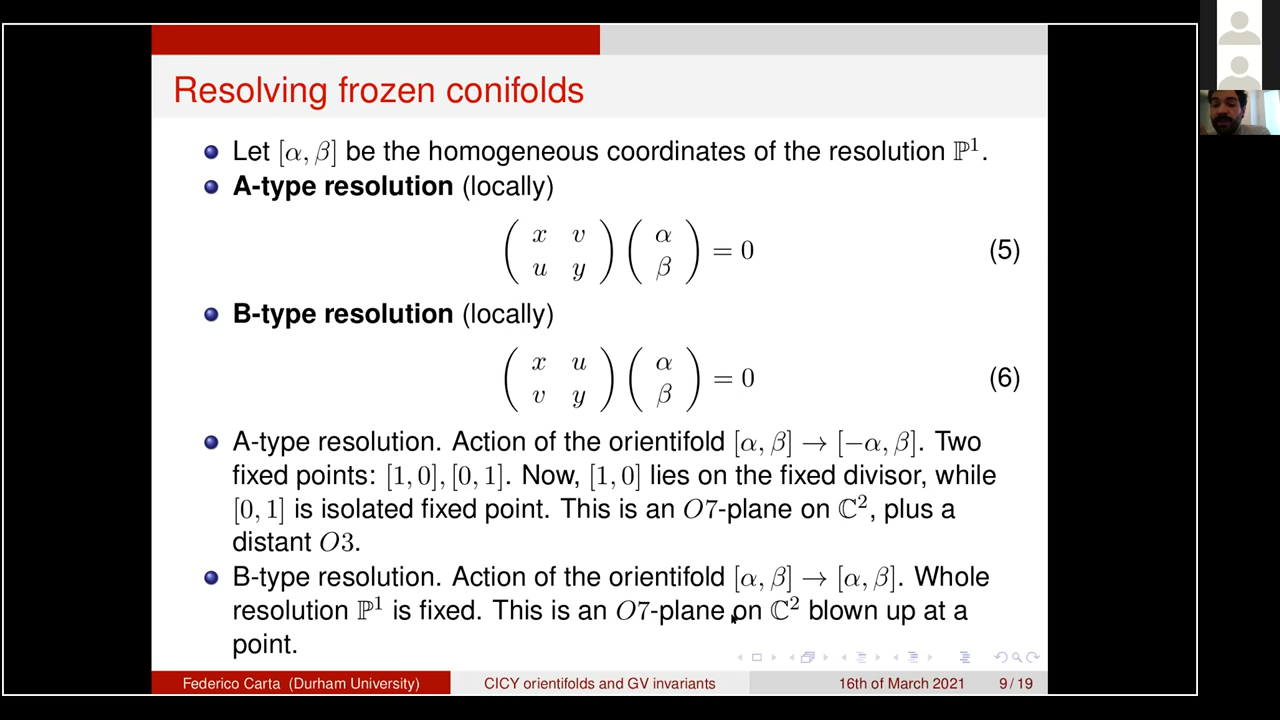 Resolving frozen conifolds
Let [α, β] be the homogeneous coordinates of the resolution ℙ¹.
A-type resolution (locally)
( x v ) ( α )
( u y ) ( β ) = 0 (5)
B-type resolution (locally)
( x u ) ( α )
( v y ) ( β ) = 0 (6)
A-type resolution. Action of the orientifold [α, β] → [−α, β]. Two
fixed points: [1, 0], [0, 1]. Now, [1, 0] lies on the fixed divisor, while
[0, 1] is isolated fixed point. This is an O7-plane on ℂ², plus a
distant O3.
B-type resolution. Action of the orientifold [α, β] → [α, β]. Whole
resolution ℙ¹ is fixed. This is an O7-plane on ℂ² blown up at a
point.
Federico Carta (Durham University) CICY orientifolds and GV invariants 16th of March 2021 9 / 19